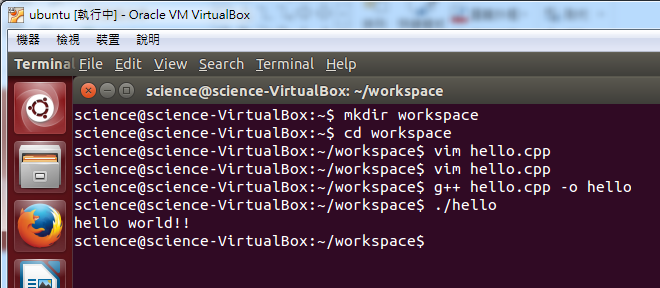 ubuntu [執行中] - Oracle VM VirtualBox
機器 檢視 裝置 說明
Terminal File Edit View Search Terminal Help
science@science-VirtualBox: ~/workspace
science@science-VirtualBox:~$ mkdir workspace
science@science-VirtualBox:~$ cd workspace
science@science-VirtualBox:~/workspace$ vim hello.cpp
science@science-VirtualBox:~/workspace$ vim hello.cpp
science@science-VirtualBox:~/workspace$ g++ hello.cpp -o hello
science@science-VirtualBox:~/workspace$ ./hello
hello world!!
science@science-VirtualBox:~/workspace$